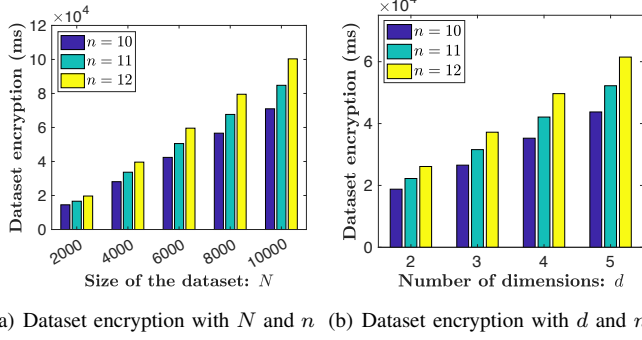 ×10⁴
12
10
8
6
4
2
0
Dataset encryption (ms)
n = 10
n = 11
n = 12
2000 4000 6000 8000 10000
Size of the dataset: N
×10⁴
6
4
2
0
Dataset encryption (ms)
n = 10
n = 11
n = 12
2 3 4 5
Number of dimensions: d
a) Dataset encryption with N and n (b) Dataset encryption with d and n